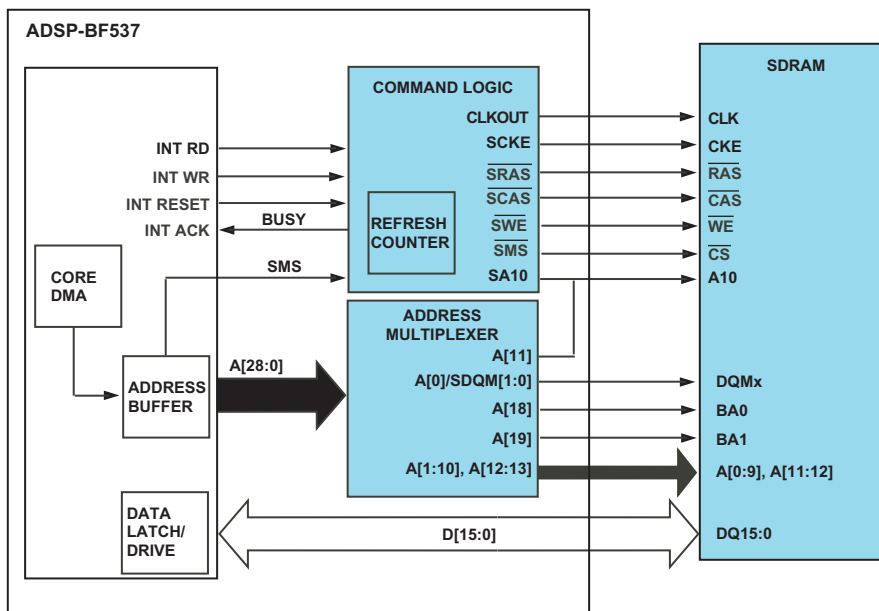 ADSP-BF537
INT RD
INT WR
INT RESET
INT ACK
BUSY
CORE
DMA
SMS
ADDRESS
BUFFER
A[28:0]
DATA
LATCH/
DRIVE
COMMAND LOGIC
CLKOUT
SCKE
SRAS
SCAS
SWE
SMS
SA10
REFRESH
COUNTER
ADDRESS
MULTIPLEXER
A[11]
A[0]/SDQM[1:0]
A[18]
A[19]
A[1:10], A[12:13]
D[15:0]
SDRAM
CLK
CKE
RAS
CAS
WE
CS
A10
DQMx
BA0
BA1
A[0:9], A[11:12]
DQ15:0